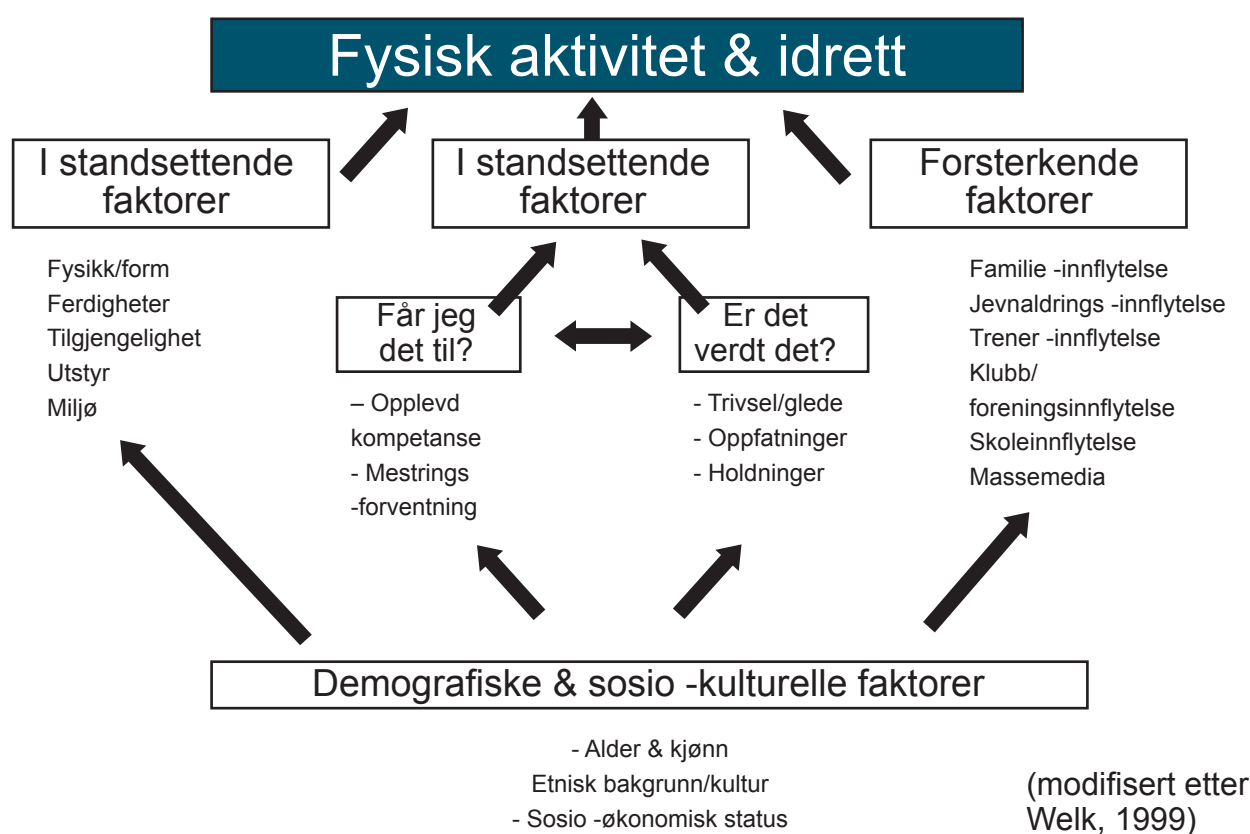 Fysisk aktivitet & idrett
I standsettende
faktorer
Fysikk/form
Ferdigheter
Tilgjengelighet
Utstyr
Miljø
I standsettende
faktorer
Får jeg
det til?
– Opplevd
kompetanse
- Mestrings
-forventning
Er det
verdt det?
- Trivsel/glede
- Oppfatninger
- Holdninger
Forsterkende
faktorer
Familie -innflytelse
Jevnaldrings -innflytelse
Trener -innflytelse
Klubb/
foreningsinnflytelse
Skoleinnflytelse
Massemedia
Demografiske & sosio -kulturelle faktorer
- Alder & kjønn
Etnisk bakgrunn/kultur
- Sosio -økonomisk status
(modifisert etter
Welk, 1999)